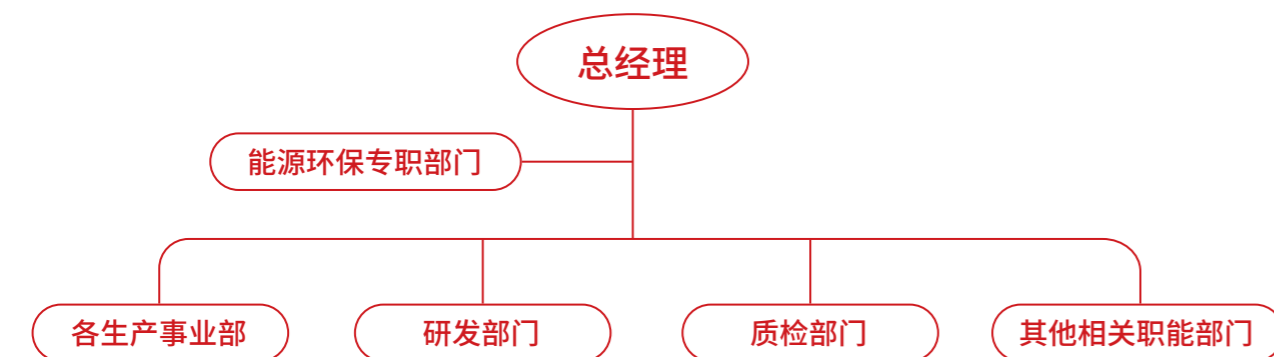 总经理
能源环保专职部门
各生产事业部
研发部门
质检部门
其他相关职能部门